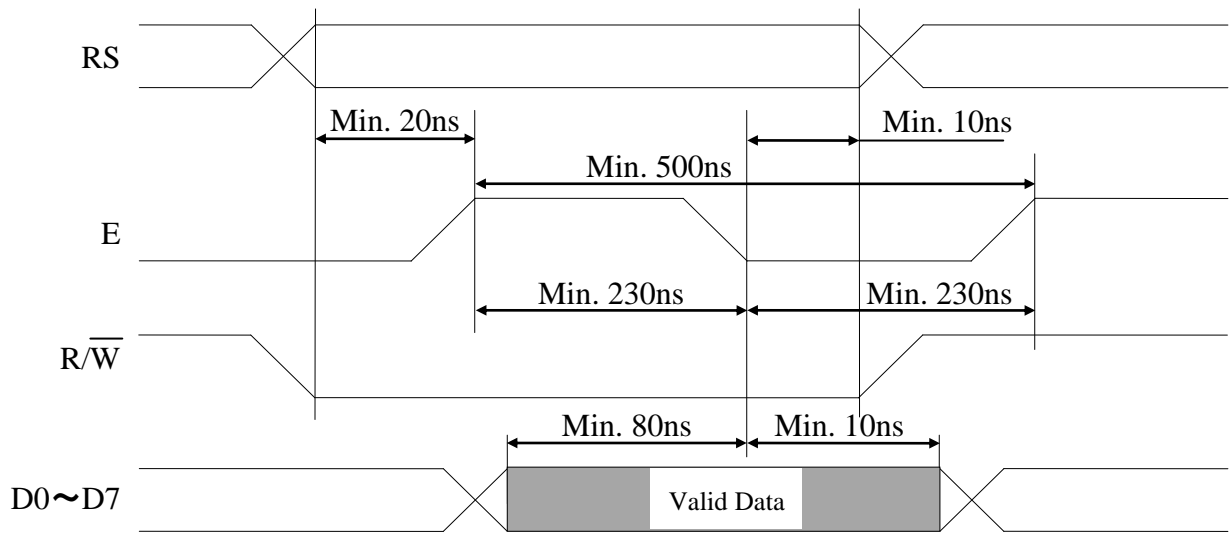 RS
Min. 20ns
Min. 10ns
Min. 500ns
E
Min. 230ns
Min. 230ns
R/W̅
Min. 80ns
Min. 10ns
D0～D7
Valid Data